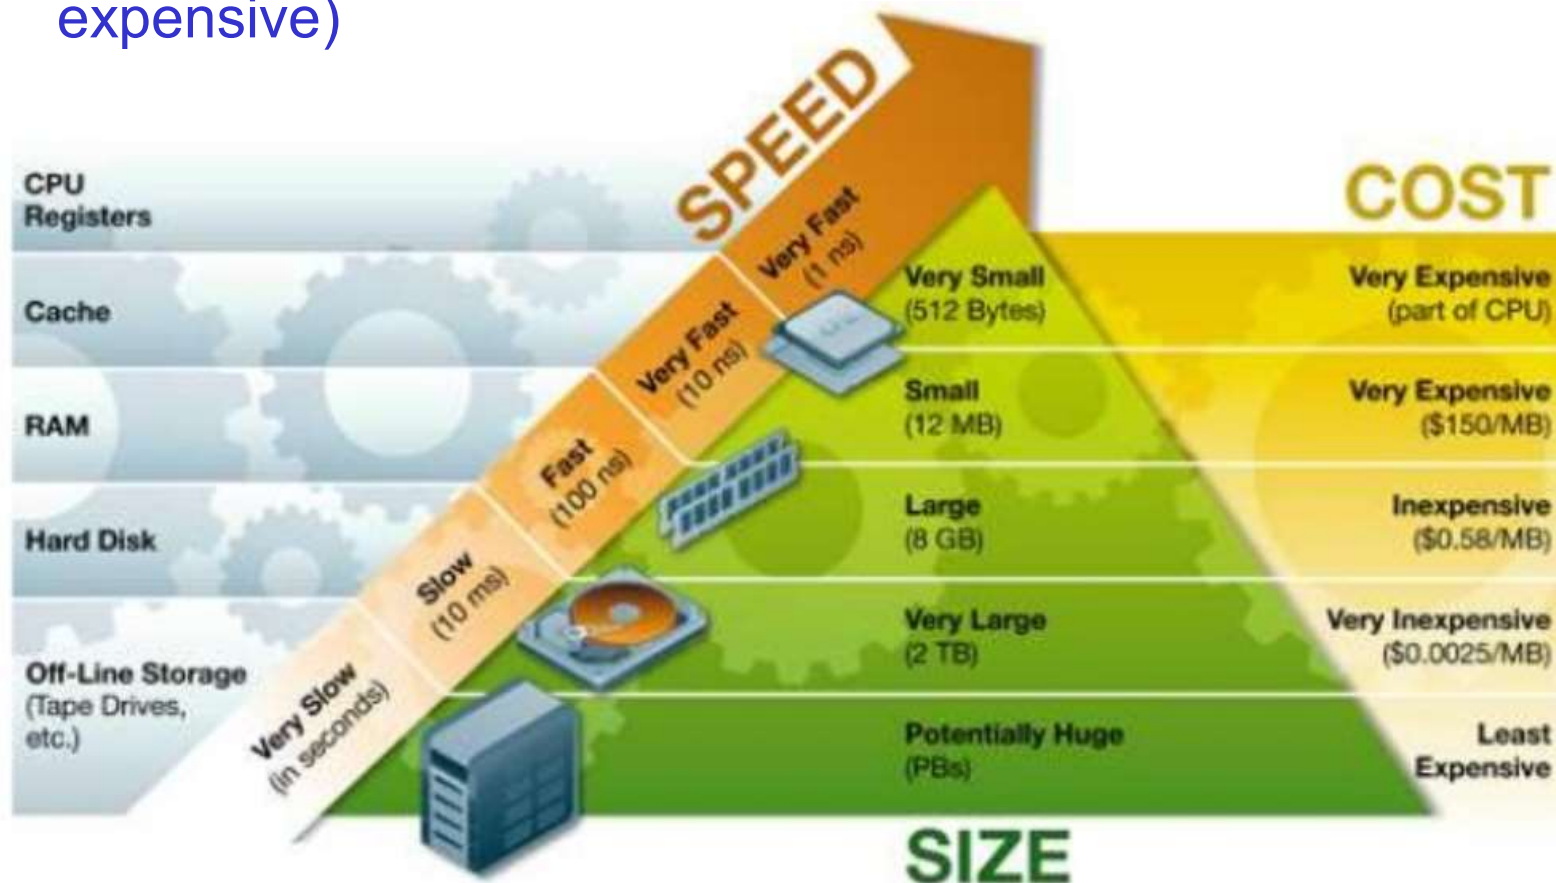 expensive)
SPEED
COST
SIZE
CPU
Registers
Cache
RAM
Hard Disk
Off-Line Storage
(Tape Drives,
etc.)
Very Fast
(1 ns)
Very Fast
(10 ns)
Fast
(100 ns)
Slow
(10 ms)
Very Slow
(in seconds)
Very Small
(512 Bytes)
Small
(12 MB)
Large
(8 GB)
Very Large
(2 TB)
Potentially Huge
(PBs)
Very Expensive
(part of CPU)
Very Expensive
($150/MB)
Inexpensive
($0.58/MB)
Very Inexpensive
($0.0025/MB)
Least
Expensive